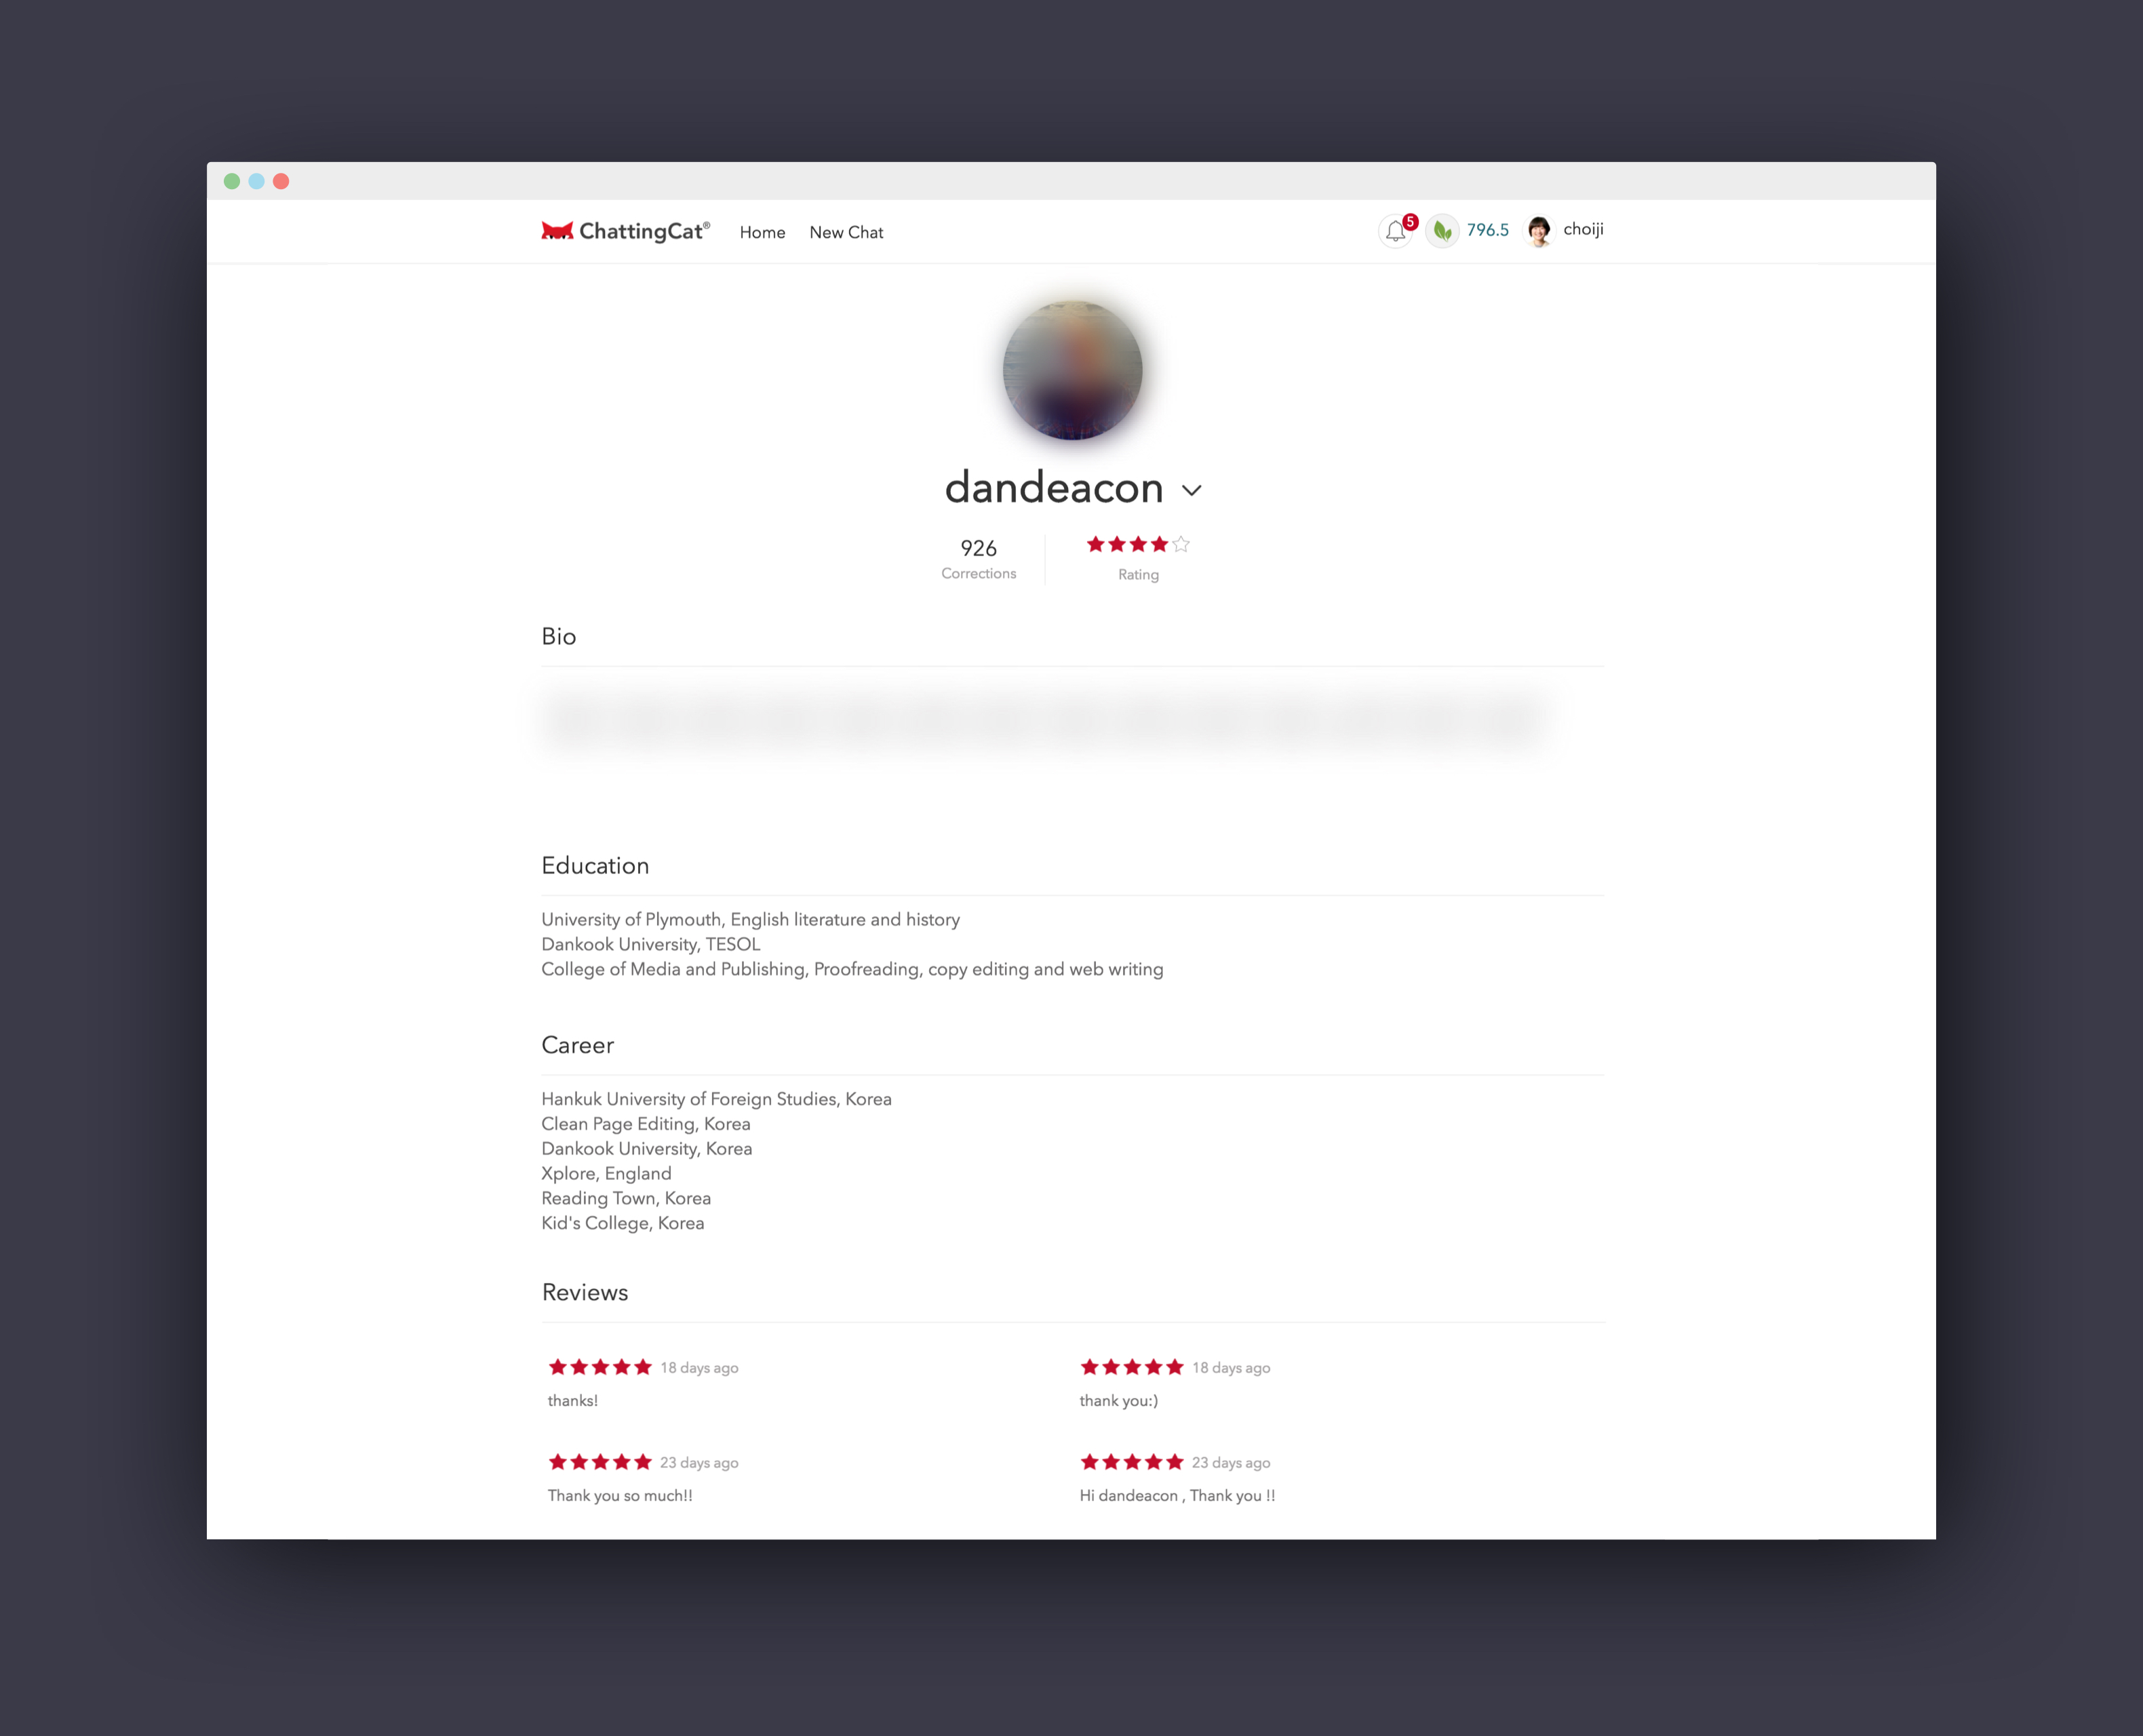 ChattingCat® Home New Chat 5 796.5 choiji
dandeacon
926
Corrections
Rating
Bio
Education
University of Plymouth, English literature and history
Dankook University, TESOL
College of Media and Publishing, Proofreading, copy editing and web writing
Career
Hankuk University of Foreign Studies, Korea
Clean Page Editing, Korea
Dankook University, Korea
Xplore, England
Reading Town, Korea
Kid's College, Korea
Reviews
18 days ago
thanks!
18 days ago
thank you:)
23 days ago
Thank you so much!!
23 days ago
Hi dandeacon , Thank you !!